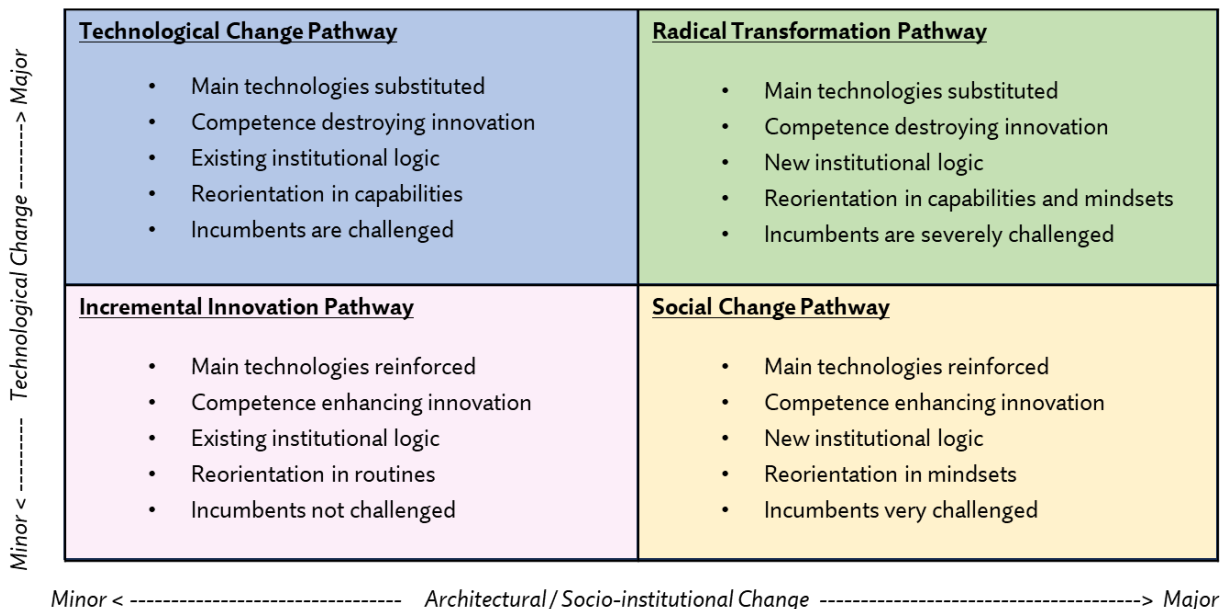 Technological Change Pathway
• Main technologies substituted
• Competence destroying innovation
• Existing institutional logic
• Reorientation in capabilities
• Incumbents are challenged
Radical Transformation Pathway
• Main technologies substituted
• Competence destroying innovation
• New institutional logic
• Reorientation in capabilities and mindsets
• Incumbents are severely challenged
Incremental Innovation Pathway
• Main technologies reinforced
• Competence enhancing innovation
• Existing institutional logic
• Reorientation in routines
• Incumbents not challenged
Social Change Pathway
• Main technologies reinforced
• Competence enhancing innovation
• New institutional logic
• Reorientation in mindsets
• Incumbents very challenged
Minor < ---------- Technological Change --------> Major
Minor < --------------------------------- Architectural / Socio-institutional Change ---------------------------------------> Major